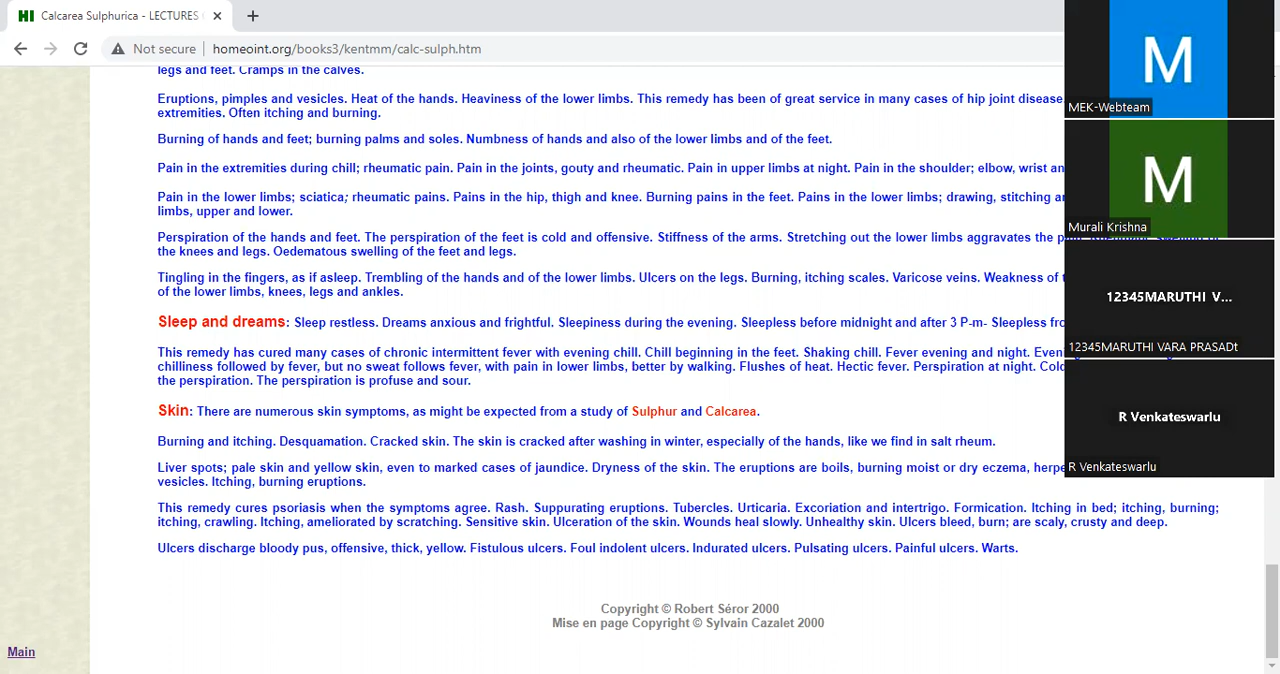 HI Calcarea Sulphurica - LECTURES
Not secure homeoint.org/books3/kentmm/calc-sulph.htm
legs and feet. Cramps in the calves.
Eruptions, pimples and vesicles. Heat of the hands. Heaviness of the lower limbs. This remedy has been of great service in many cases of hip joint disease
extremities. Often itching and burning.
Burning of hands and feet; burning palms and soles. Numbness of hands and also of the lower limbs and of the feet.
Pain in the extremities during chill; rheumatic pain. Pain in the joints, gouty and rheumatic. Pain in upper limbs at night. Pain in the shoulder; elbow, wrist
Pain in the lower limbs; sciatica; rheumatic pains. Pains in the hip, thigh and knee. Burning pains in the feet. Pains in the lower limbs; drawing, stitching
limbs, upper and lower.
Perspiration of the hands and feet. The perspiration of the feet is cold and offensive. Stiffness of the arms. Stretching out the lower limbs aggravates the
the knees and legs. Oedematous swelling of the feet and legs.
Tingling in the fingers, as if asleep. Trembling of the hands and of the lower limbs. Ulcers on the legs. Burning, itching scales. Varicose veins. Weakness of
of the lower limbs, knees, legs and ankles.
Sleep and dreams: Sleep restless. Dreams anxious and frightful. Sleepiness during the evening. Sleepless before midnight and after 3 P-m- Sleepless
This remedy has cured many cases of chronic intermittent fever with evening chill. Chill beginning in the feet. Shaking chill. Fever evening and night.
chilliness followed by fever, but no sweat follows fever, with pain in lower limbs, better by walking. Flushes of heat. Hectic fever. Perspiration at night.
the perspiration. The perspiration is profuse and sour.
Skin: There are numerous skin symptoms, as might be expected from a study of Sulphur and Calcarea.
Burning and itching. Desquamation. Cracked skin. The skin is cracked after washing in winter, especially of the hands, like we find in salt rheum.
Liver spots; pale skin and yellow skin, even to marked cases of jaundice. Dryness of the skin. The eruptions are boils, burning moist or dry eczema,
vesicles. Itching, burning eruptions.
This remedy cures psoriasis when the symptoms agree. Rash. Suppurating eruptions. Tubercles. Urticaria. Excoriation and intertrigo. Formication. Itching in bed; itching, burning;
itching, crawling. Itching, ameliorated by scratching. Sensitive skin. Ulceration of the skin. Wounds heal slowly. Unhealthy skin. Ulcers bleed, burn; are scaly, crusty and deep.
Ulcers discharge bloody pus, offensive, thick, yellow. Fistulous ulcers. Foul indolent ulcers. Indurated ulcers. Pulsating ulcers. Painful ulcers. Warts.
Copyright © Robert Séror 2000
Mise en page Copyright © Sylvain Cazalet 2000
Main
M
MEK-Webteam
M
Murali Krishna
12345MARUTHI V...
12345MARUTHI VARA PRASADt
R Venkateswarlu
R Venkateswarlu